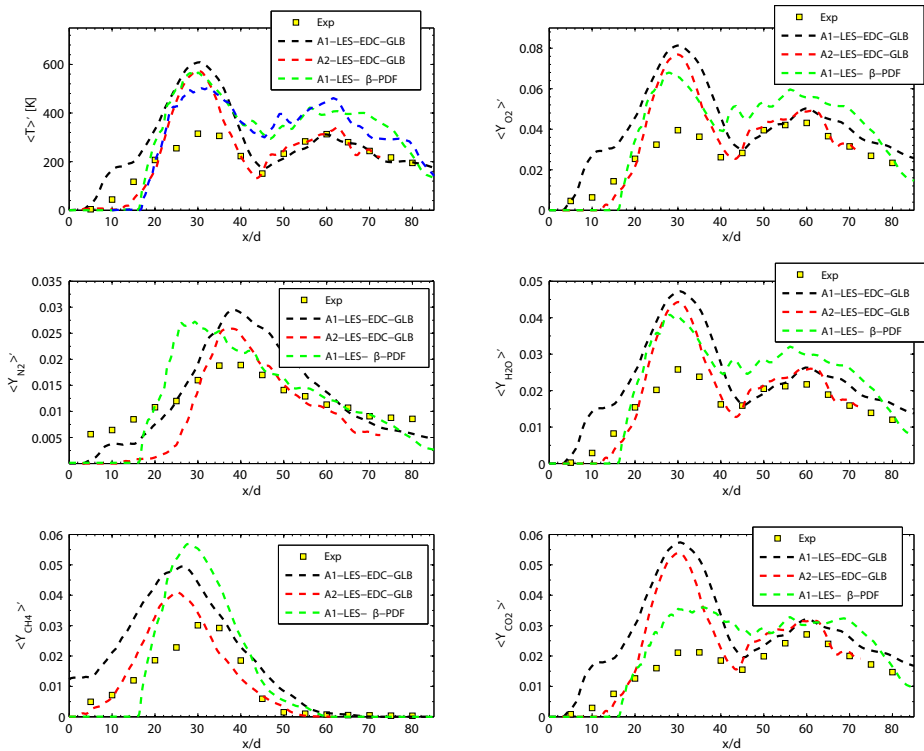 Exp
A1−LES−EDC−GLB
A2−LES−EDC−GLB
A1−LES− β−PDF
<T>' [K]
600
400
200
0
0 10 20 30 40 50 60 70 80
x/d
Exp
A1−LES−EDC−GLB
A2−LES−EDC−GLB
A1−LES− β−PDF
<Y O2 >'
0.08
0.06
0.04
0.02
0
0 10 20 30 40 50 60 70 80
x/d
Exp
A1−LES−EDC−GLB
A2−LES−EDC−GLB
A1−LES− β−PDF
<Y N2 >'
0.035
0.03
0.025
0.02
0.015
0.01
0.005
0 10 20 30 40 50 60 70 80
x/d
Exp
A1−LES−EDC−GLB
A2−LES−EDC−GLB
A1−LES− β−PDF
<Y H2O >'
0.05
0.04
0.03
0.02
0.01
0
0 10 20 30 40 50 60 70 80
x/d
Exp
A1−LES−EDC−GLB
A2−LES−EDC−GLB
A1−LES− β−PDF
<Y CH4 >'
0.06
0.05
0.04
0.03
0.02
0.01
0
0 10 20 30 40 50 60 70 80
x/d
Exp
A1−LES−EDC−GLB
A2−LES−EDC−GLB
A1−LES− β−PDF
<Y CO2 >'
0.06
0.05
0.04
0.03
0.02
0.01
0
0 10 20 30 40 50 60 70 80
x/d